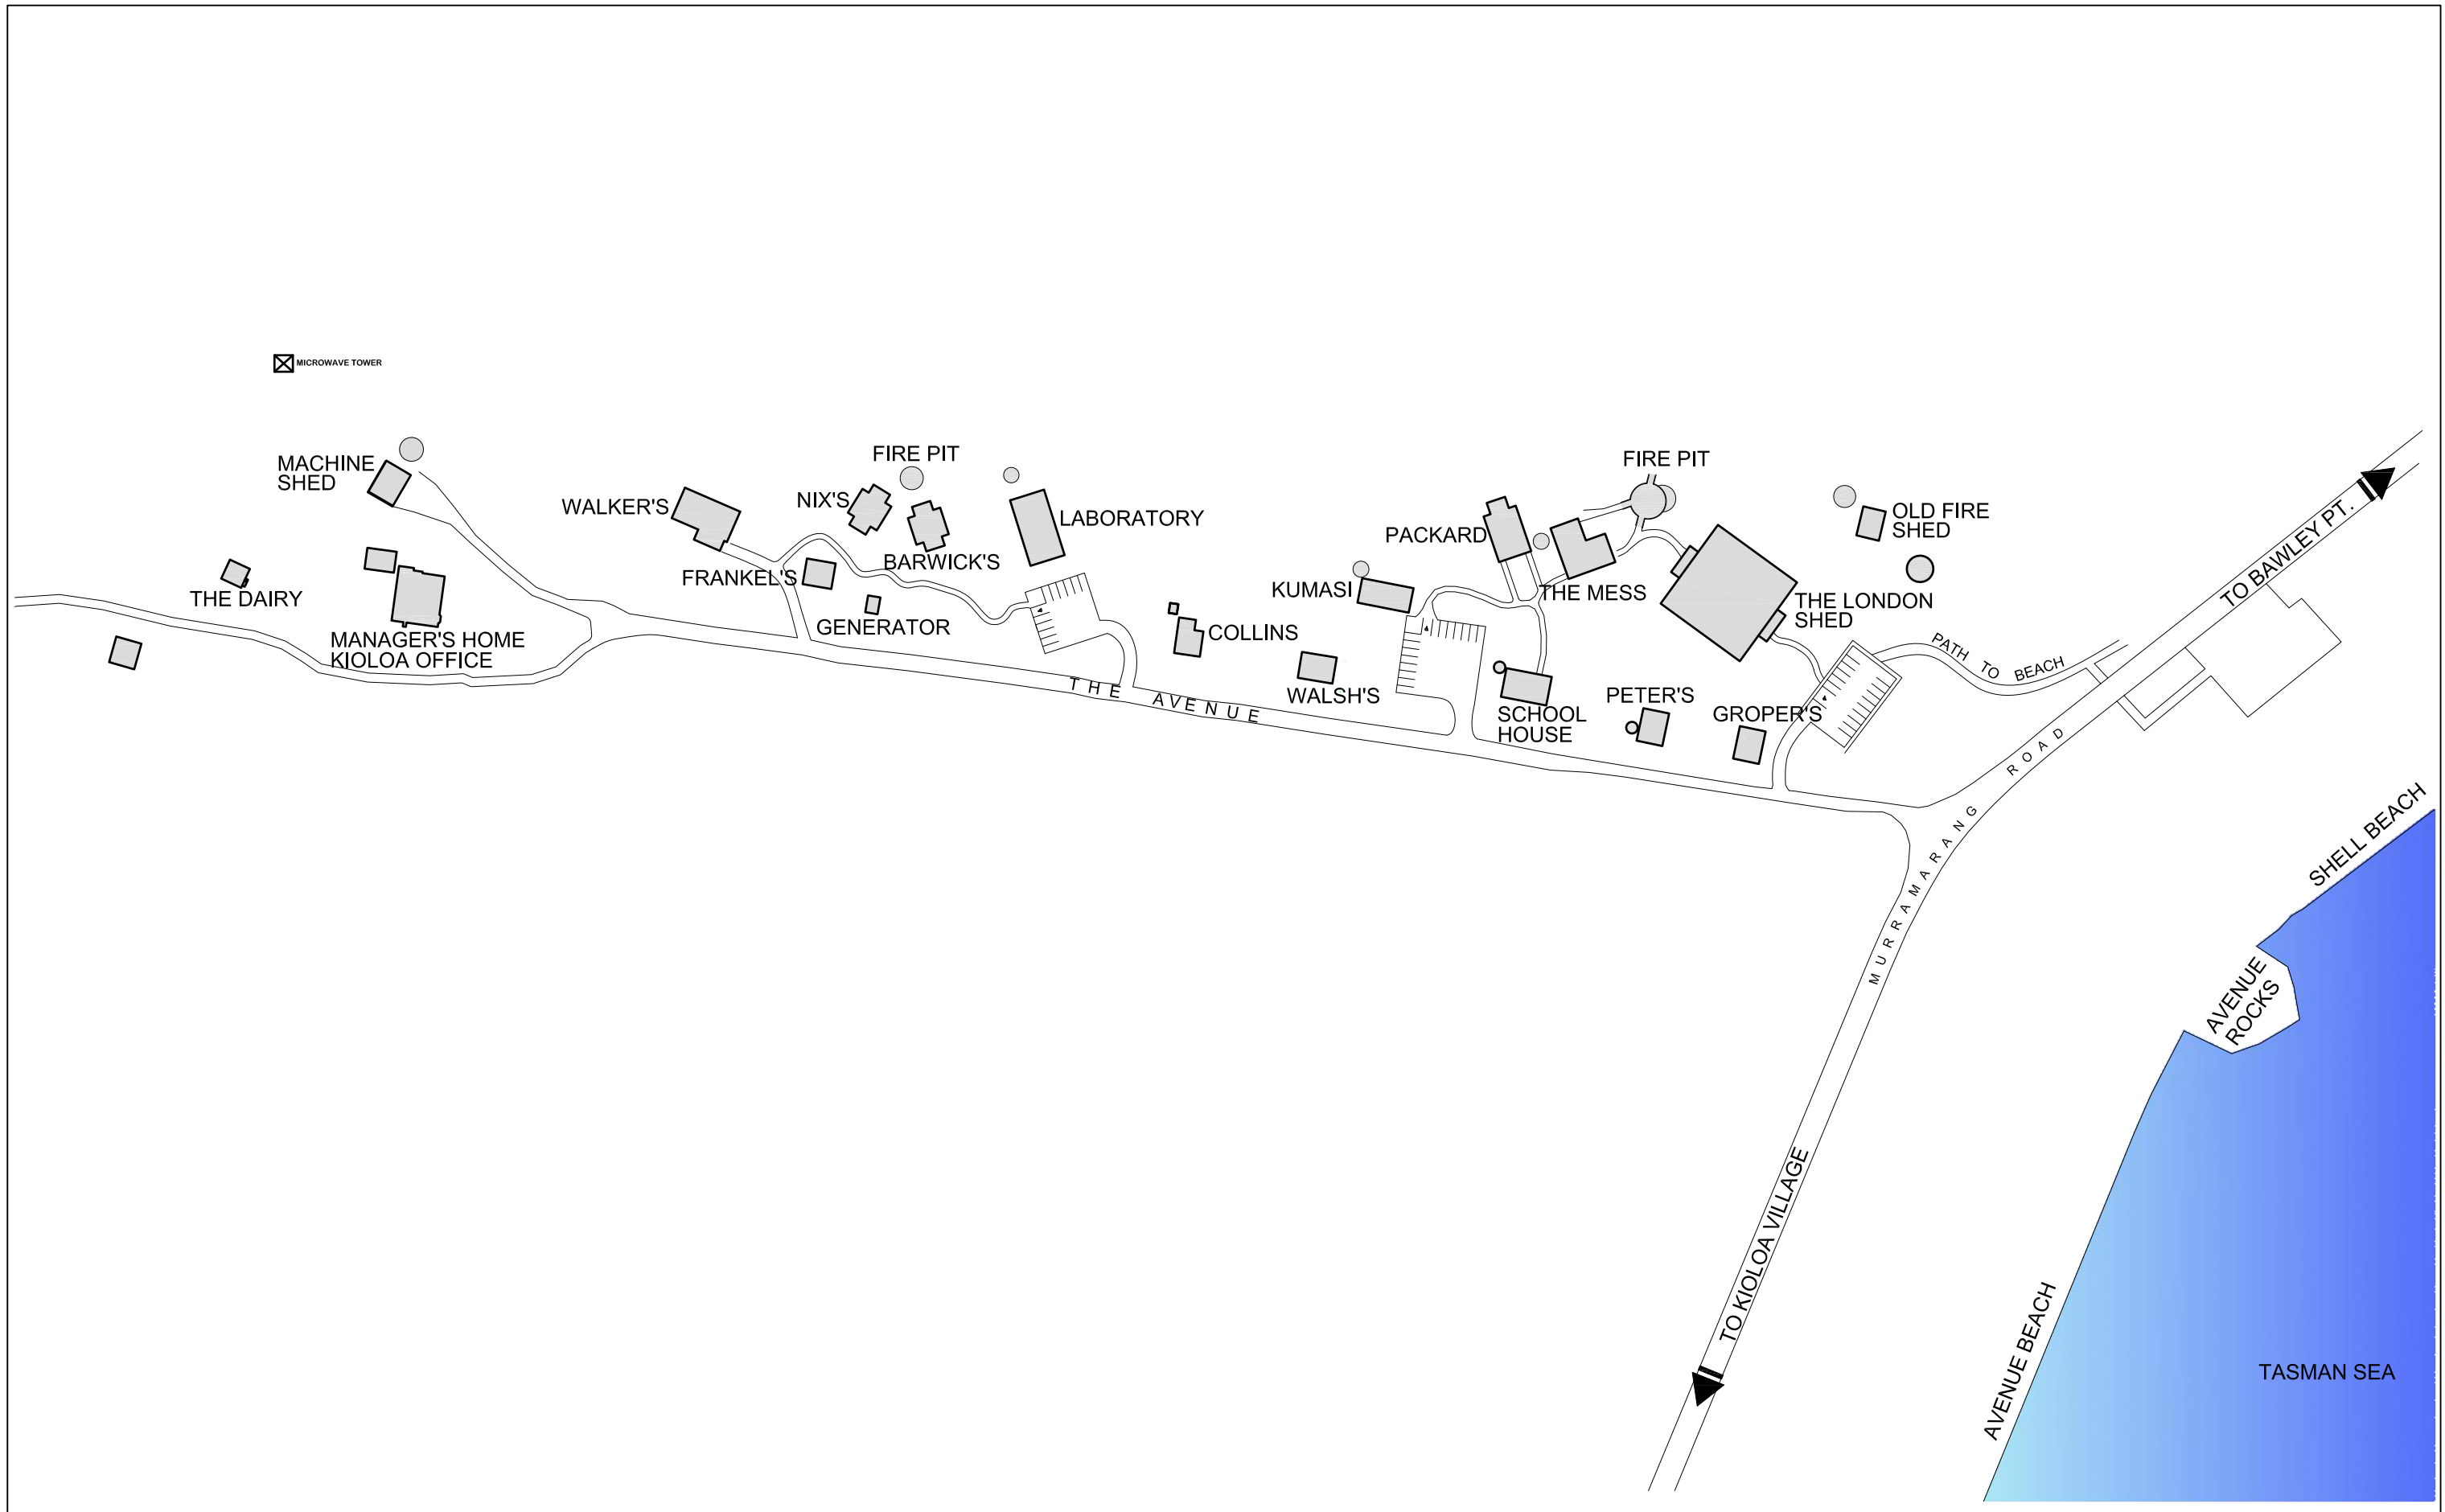 MICROWAVE TOWER
MACHINE
SHED
THE DAIRY
MANAGER'S HOME
KIOLOA OFFICE
WALKER'S
FRANKEL'S
NIX'S
FIRE PIT
BARWICK'S
GENERATOR
LABORATORY
COLLINS
WALSH'S
KUMASI
PACKARD
THE MESS
FIRE PIT
SCHOOL
HOUSE
PETER'S
GROPER'S
THE LONDON
SHED
OLD FIRE
SHED
PATH TO BEACH
THE AVENUE
MURRAMARANG ROAD
TO BAWLEY PT.
TO KIOLOA VILLAGE
SHELL BEACH
AVENUE
ROCKS
AVENUE BEACH
TASMAN SEA